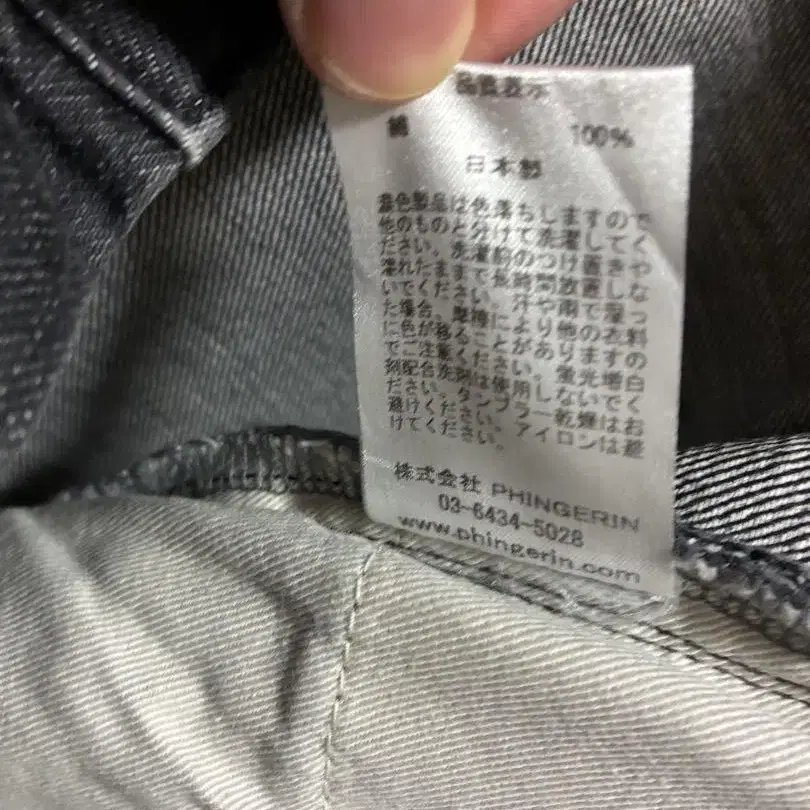 品質表示
綿 100%
日本製
濃色製品は色落ちしますので
他のものと分けて洗濯してく
ださい。洗濯前のつけ置きや
濡れたままで長時間放置しな
いでください。汗や雨で湿っ
た場合、摩擦により他の衣料
に色が移ることがありますの
でご注意ください。蛍光増白
剤配合洗剤は使用しないでく
ださい。タンブラー乾燥はお
避けください。アイロンは避
けてください。
株式会社 PHINGERIN
03-6434-5028
www.phingerin.com